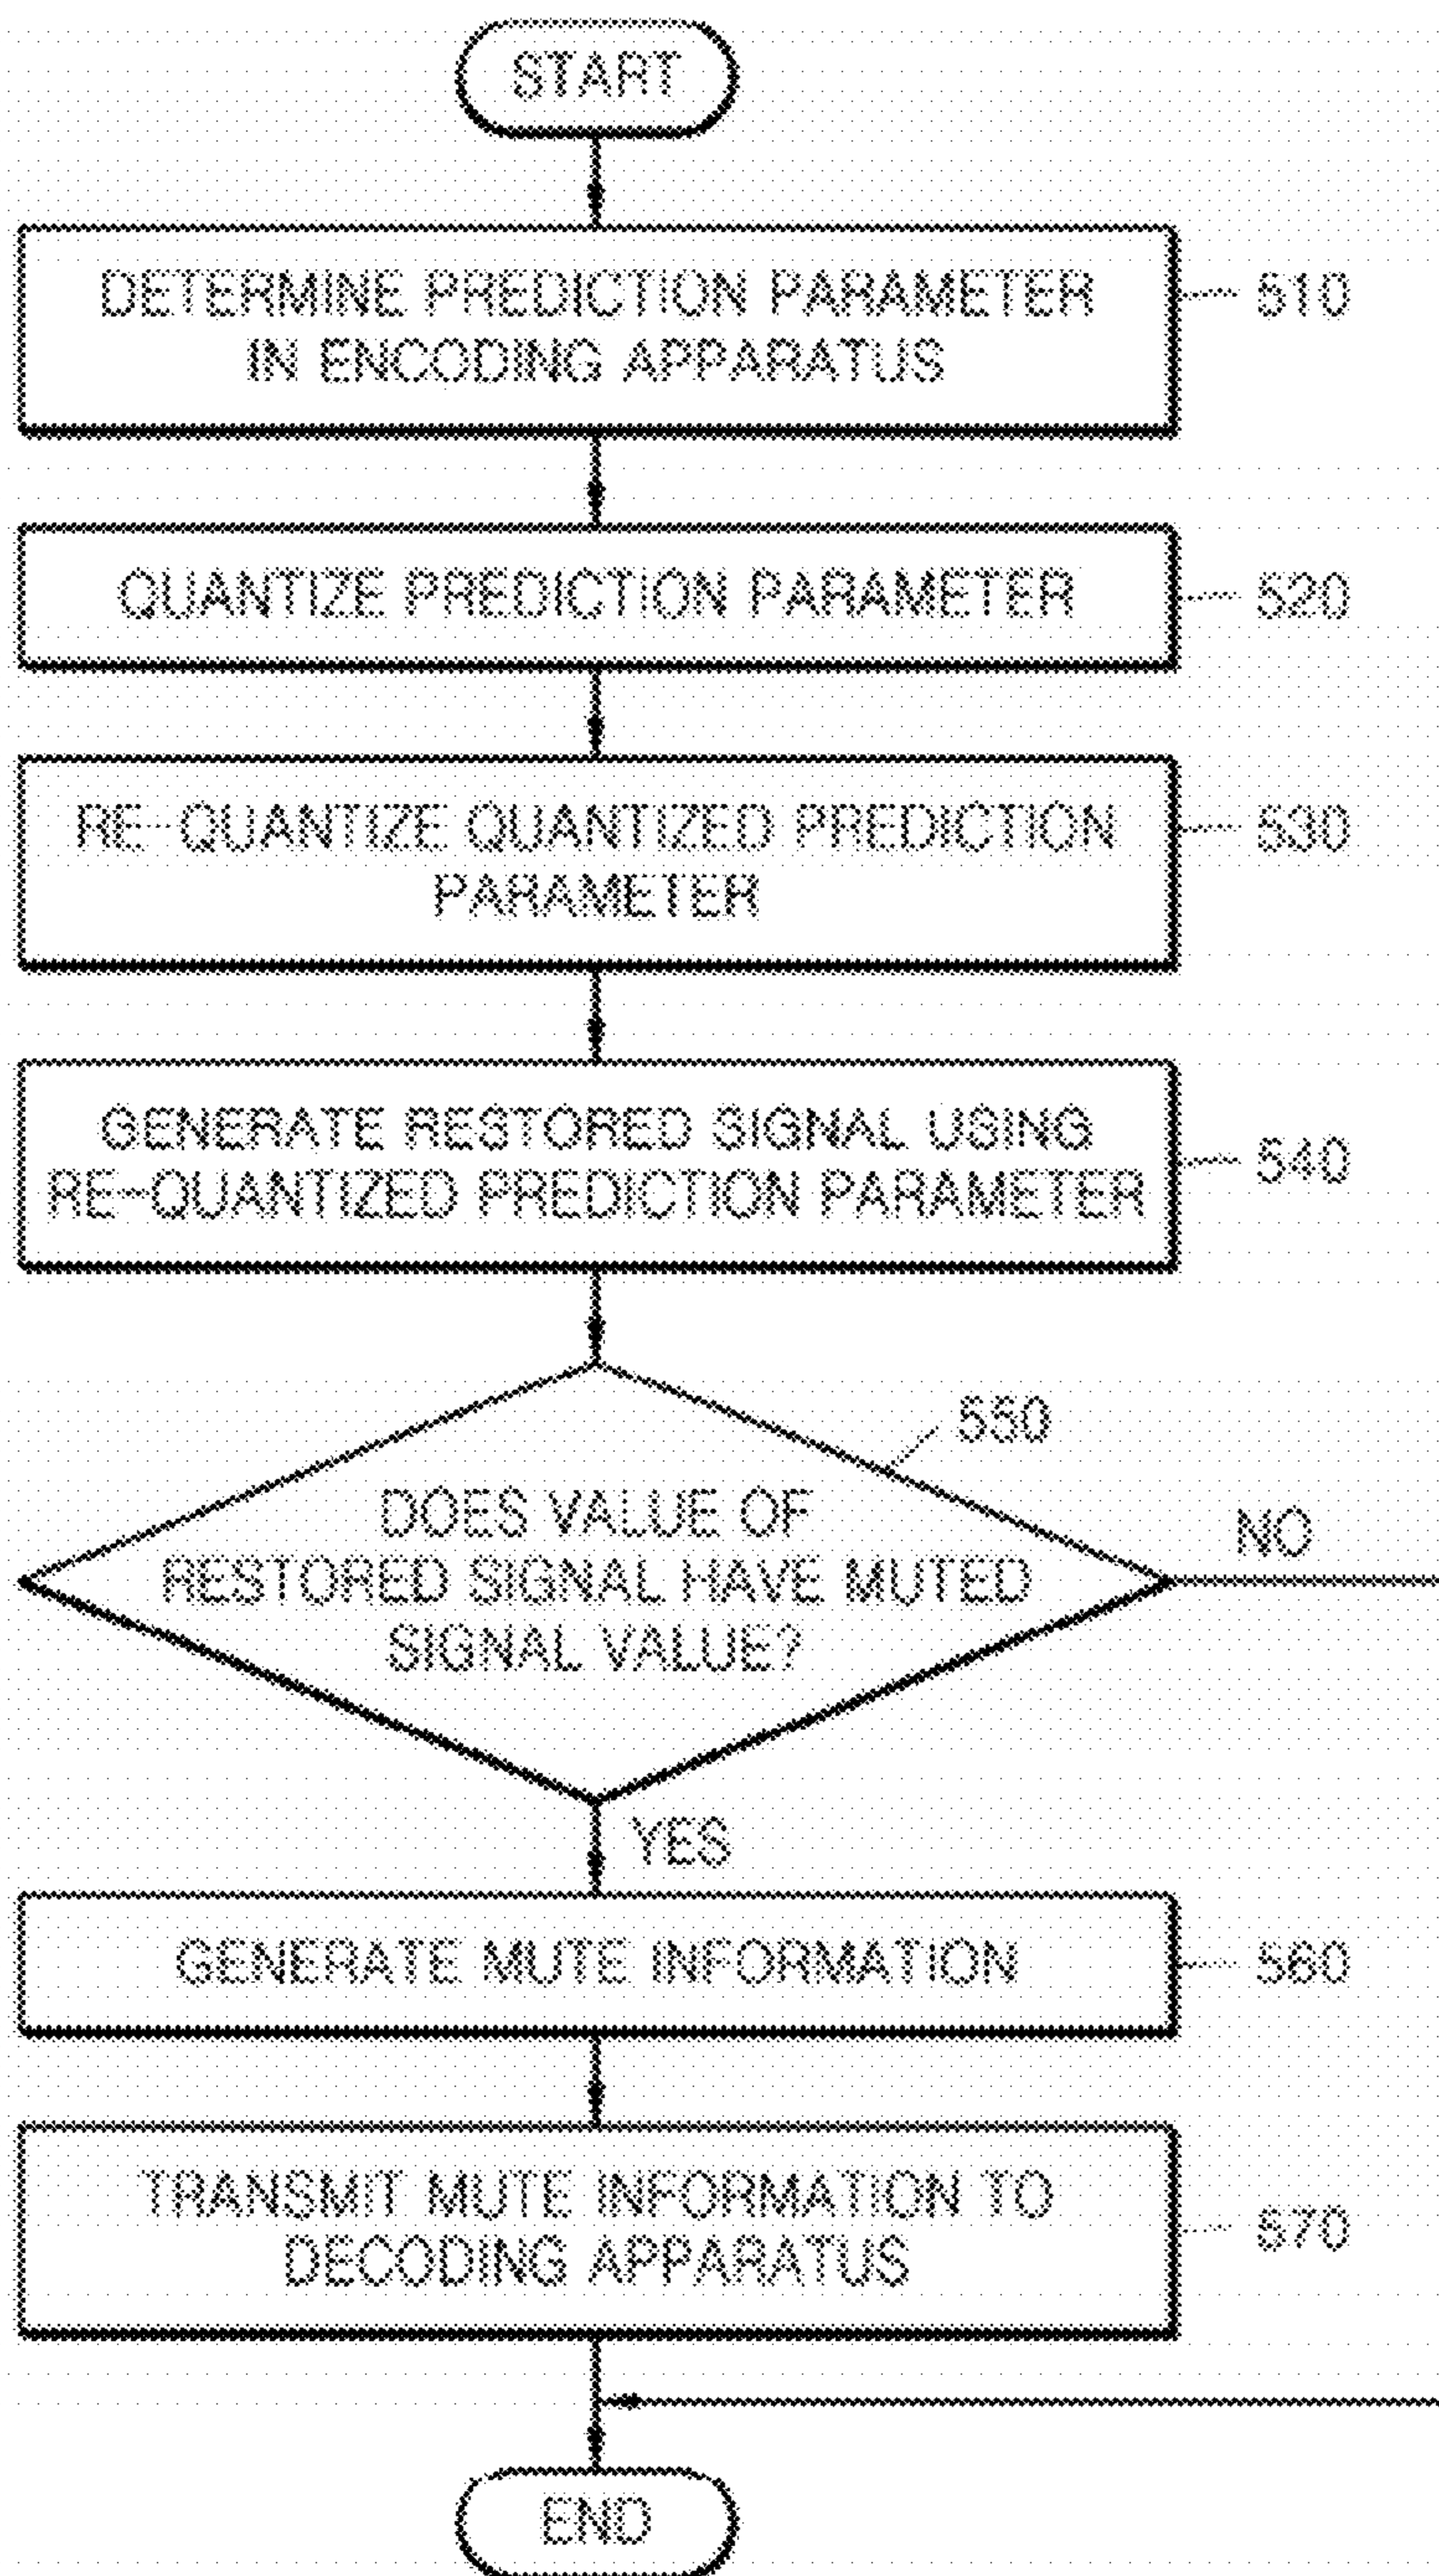 START
DETERMINE PREDICTION PARAMETER
IN ENCODING APPARATUS
510
QUANTIZE PREDICTION PARAMETER
520
RE-QUANTIZE QUANTIZED PREDICTION
PARAMETER
530
GENERATE RESTORED SIGNAL USING
RE-QUANTIZED PREDICTION PARAMETER
540
550
DOES VALUE OF
RESTORED SIGNAL HAVE MUTED
SIGNAL VALUE?
NO
YES
GENERATE MUTE INFORMATION
560
TRANSMIT MUTE INFORMATION TO
DECODING APPARATUS
570
END